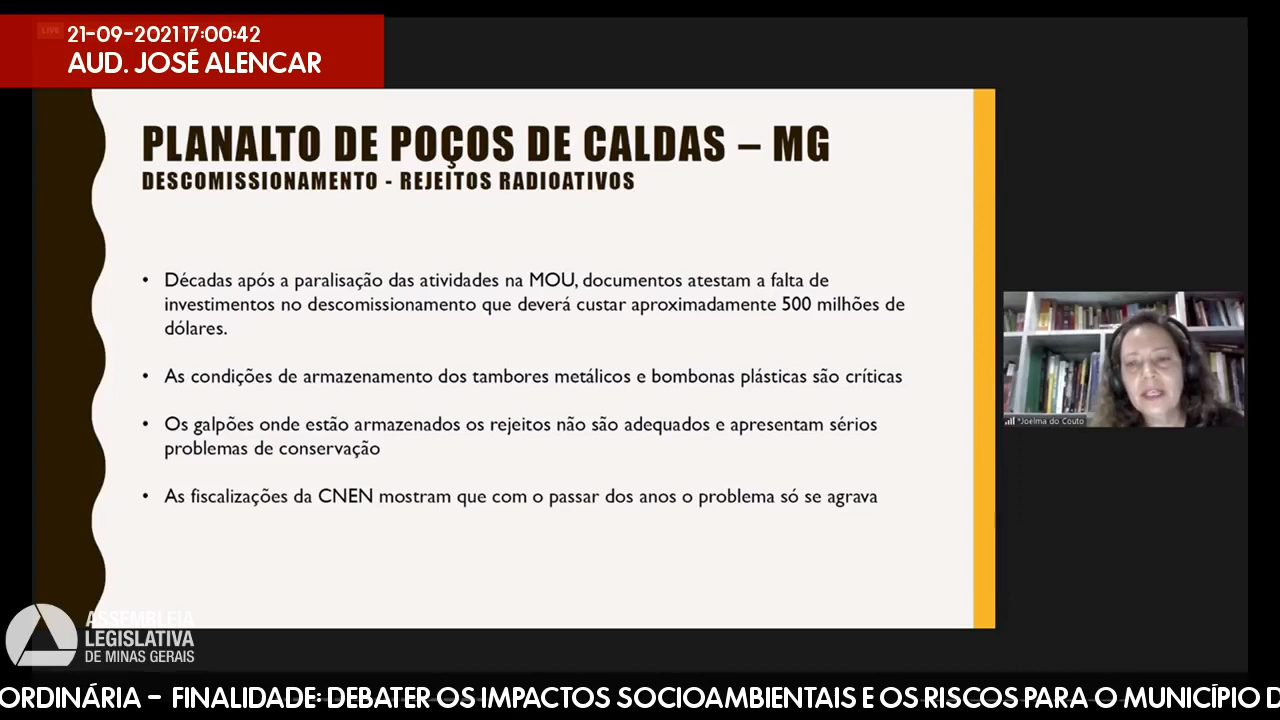 LIVE
21-09-2021 17:00:42
AUD. JOSÉ ALENCAR
PLANALTO DE POÇOS DE CALDAS – MG
DESCOMISSIONAMENTO - REJEITOS RADIOATIVOS
• Décadas após a paralisação das atividades na MOU, documentos atestam a falta de
investimentos no descomissionamento que deverá custar aproximadamente 500 milhões de
dólares.
• As condições de armazenamento dos tambores metálicos e bombonas plásticas são críticas
• Os galpões onde estão armazenados os rejeitos não são adequados e apresentam sérios
problemas de conservação
• As fiscalizações da CNEN mostram que com o passar dos anos o problema só se agrava
*Joelma do Couto
ASSEMBLEIA
LEGISLATIVA
DE MINAS GERAIS
ORDINÁRIA – FINALIDADE: DEBATER OS IMPACTOS SOCIOAMBIENTAIS E OS RISCOS PARA O MUNICÍPIO D